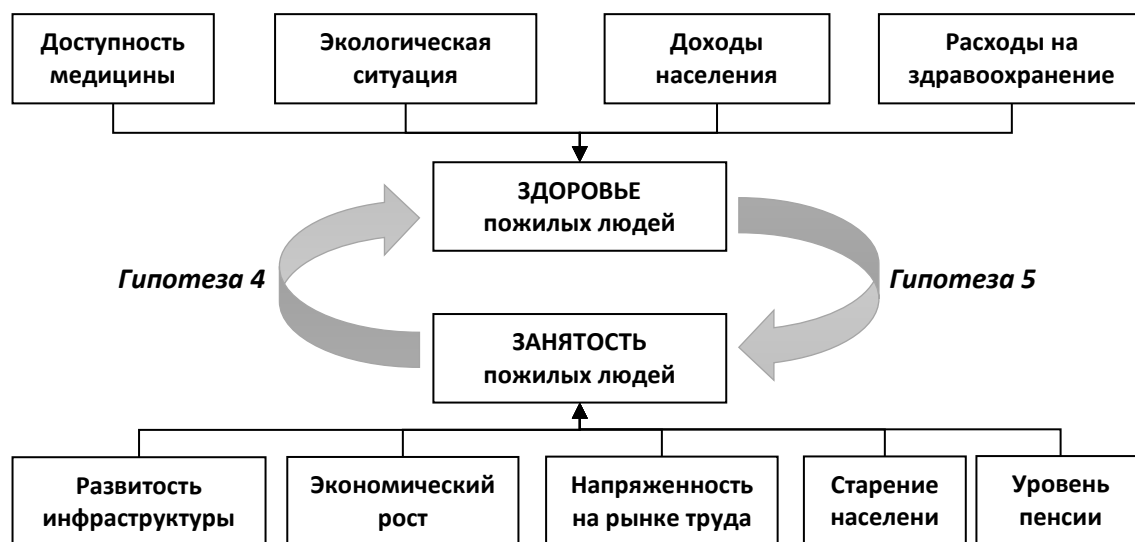 Доступность
медицины
Экологическая
ситуация
Доходы
населения
Расходы на
здравоохранение
ЗДОРОВЬЕ
пожилых людей
Гипотеза 4
Гипотеза 5
ЗАНЯТОСТЬ
пожилых людей
Развитость
инфраструктуры
Экономический
рост
Напряженность
на рынке труда
Старение
населени
Уровень
пенсии